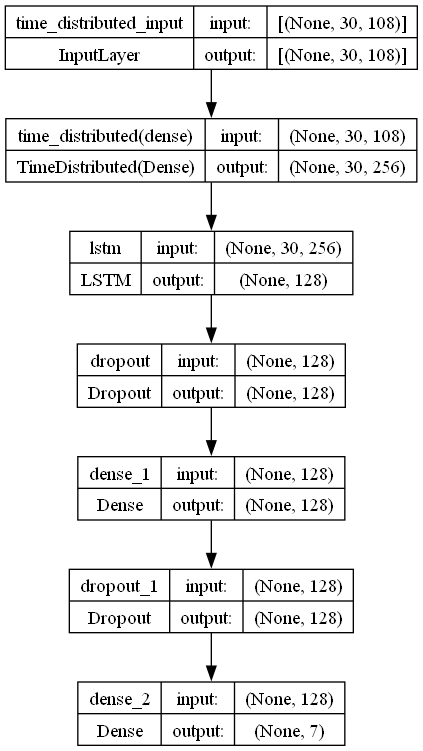 time_distributed_input input: [(None, 30, 108)]
InputLayer output: [(None, 30, 108)]
time_distributed(dense) input: (None, 30, 108)
TimeDistributed(Dense) output: (None, 30, 256)
lstm input: (None, 30, 256)
LSTM output: (None, 128)
dropout input: (None, 128)
Dropout output: (None, 128)
dense_1 input: (None, 128)
Dense output: (None, 128)
dropout_1 input: (None, 128)
Dropout output: (None, 128)
dense_2 input: (None, 128)
Dense output: (None, 7)